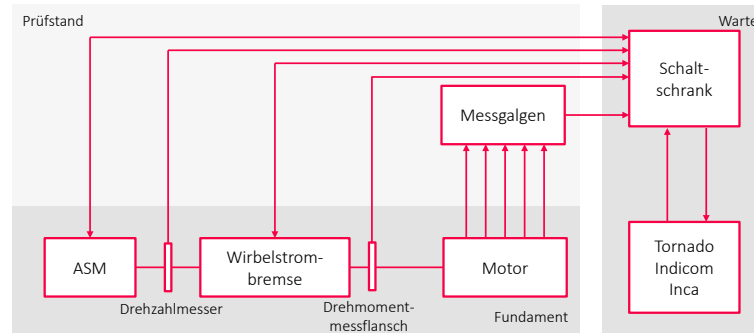 Prüfstand
Warte
Schalt-
schrank
Messgalgen
ASM
Wirbelstrom-
bremse
Motor
Tornado
Indicom
Inca
Drehzahlmesser
Drehmoment-
messflansch
Fundament